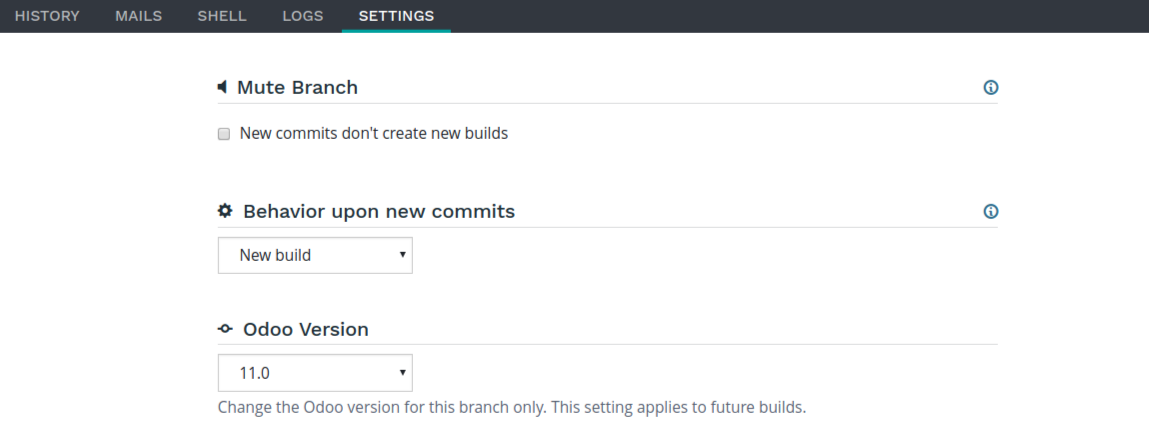 HISTORY MAILS SHELL LOGS SETTINGS
Mute Branch
New commits don't create new builds
Behavior upon new commits
New build
Odoo Version
11.0
Change the Odoo version for this branch only. This setting applies to future builds.